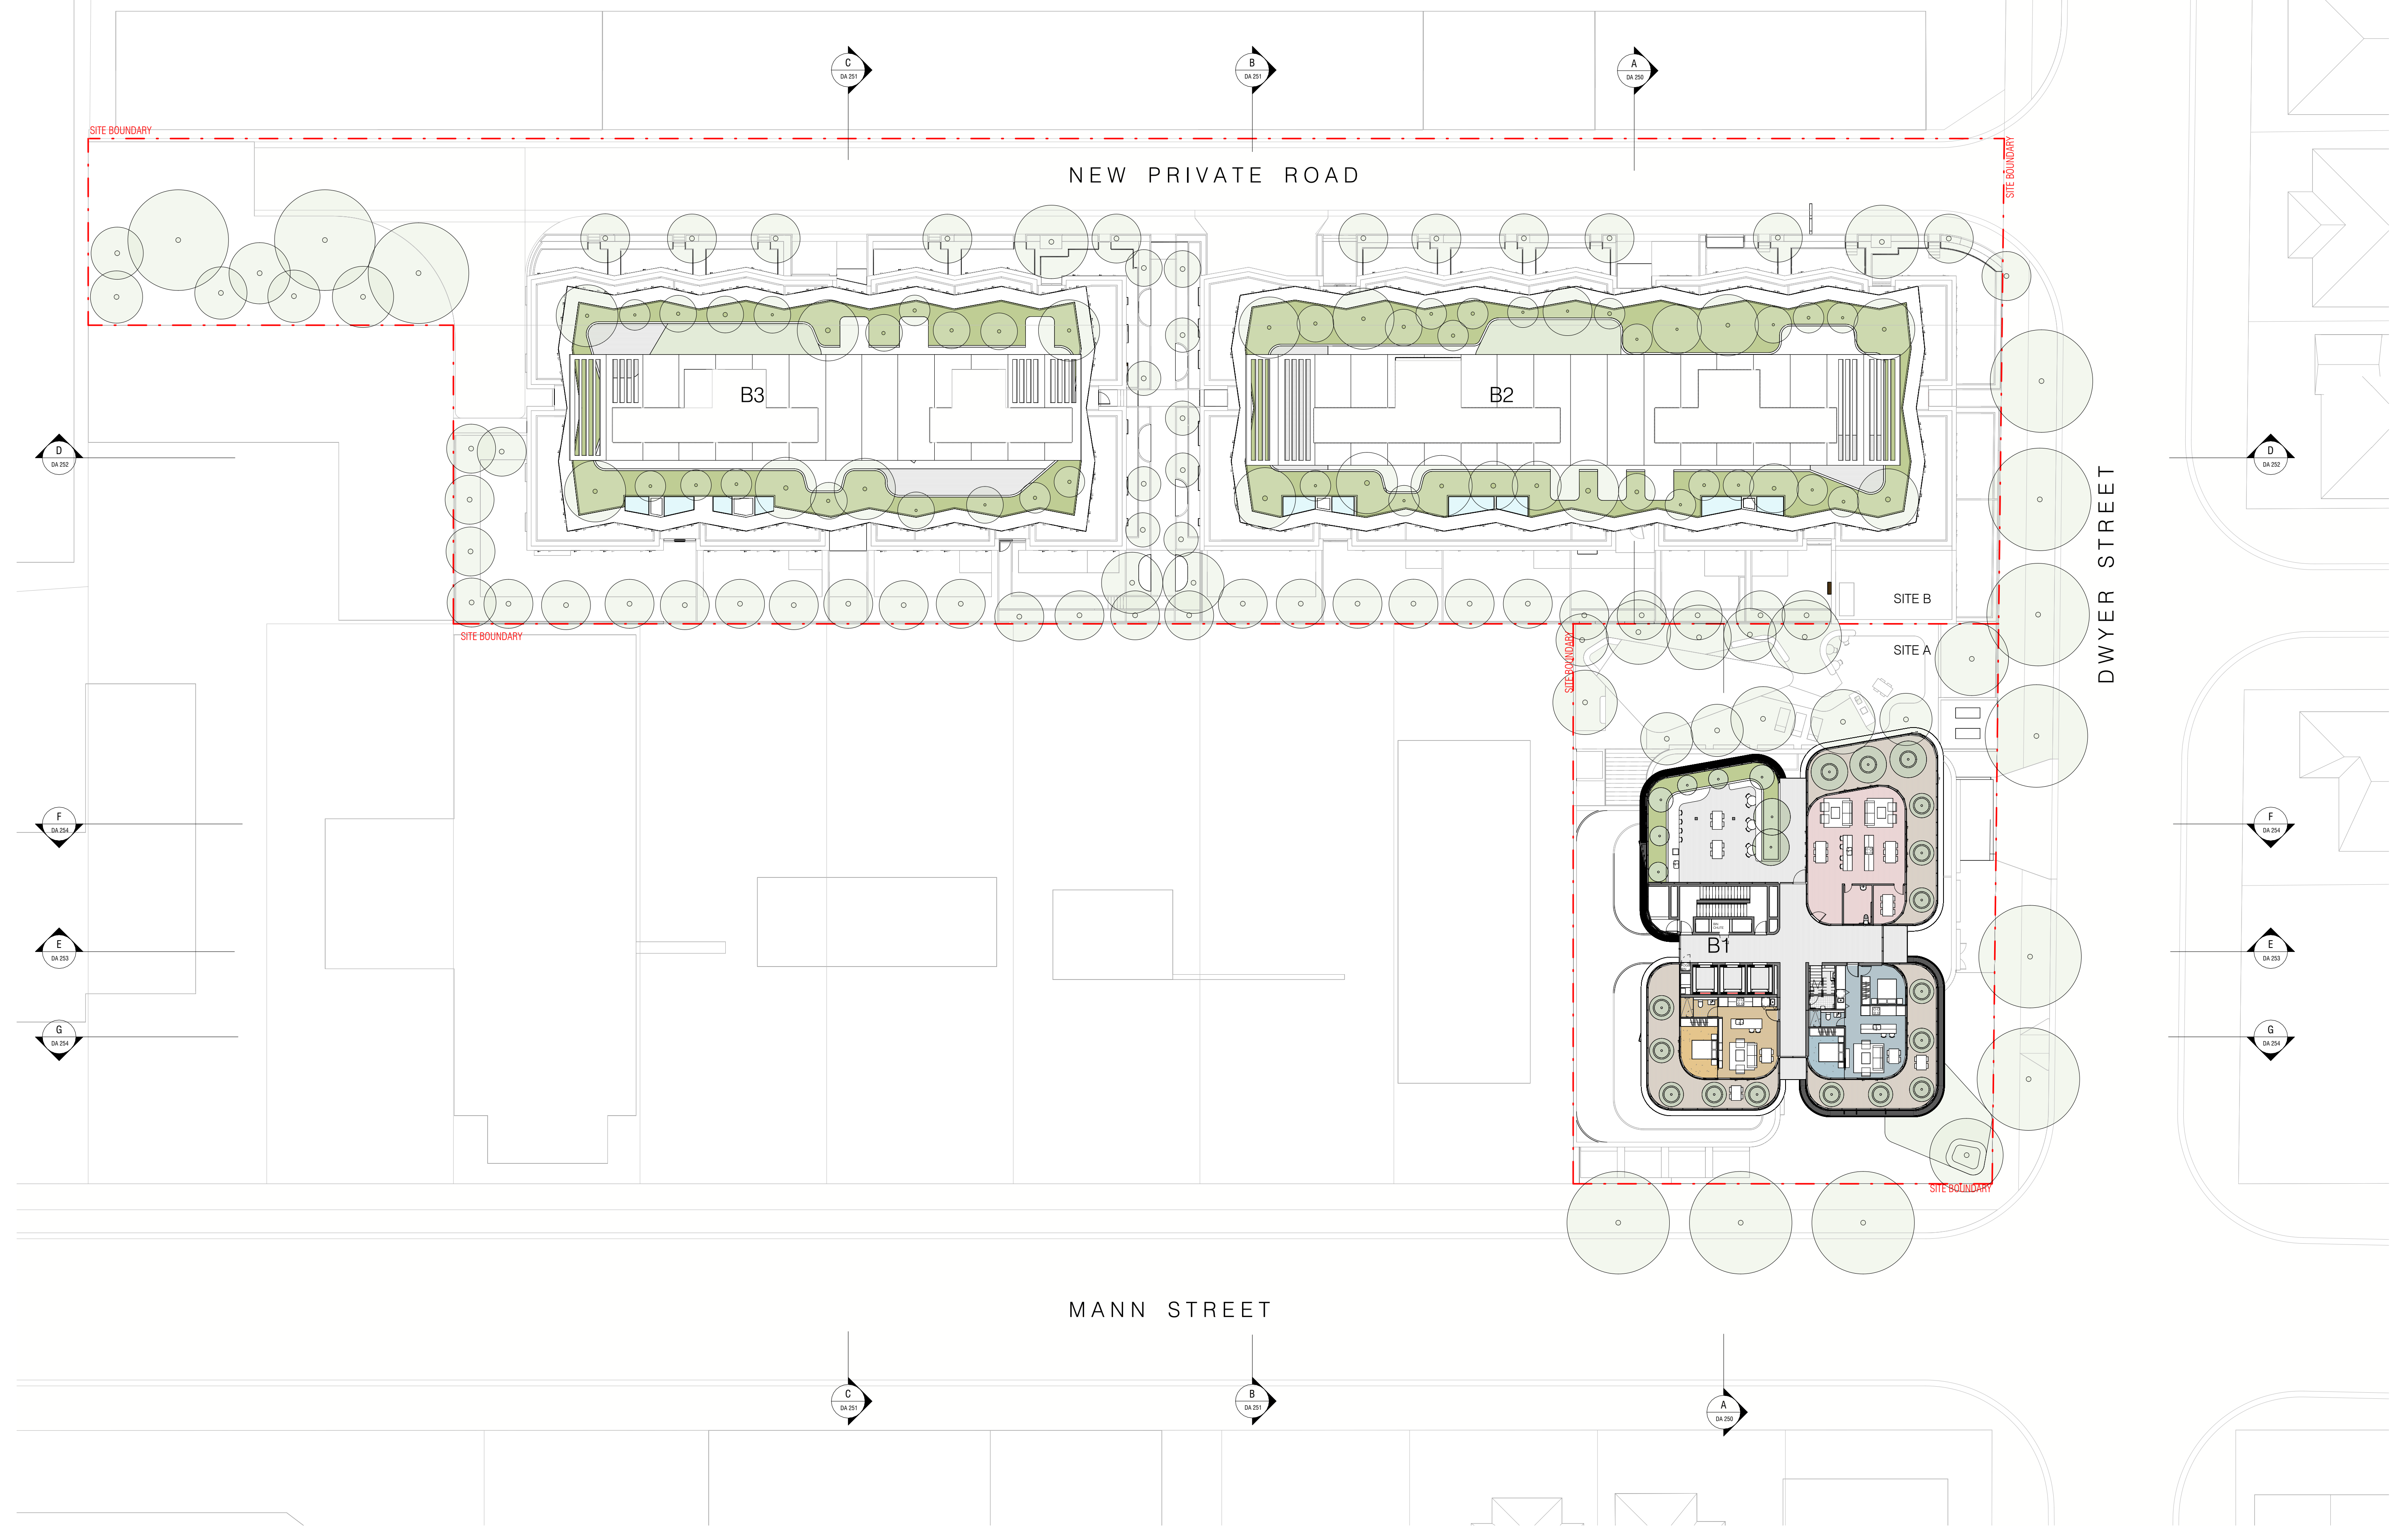 C
DA 251
B
DA 251
A
DA 250
SITE BOUNDARY
SITE BOUNDARY
NEW PRIVATE ROAD
B3
B2
D
DA 252
D
DA 252
DWYER STREET
SITE B
SITE BOUNDARY
SITE BOUNDARY
SITE A
F
DA 254
F
DA 254
B1
E
DA 253
E
DA 253
G
DA 254
G
DA 254
SITE BOUNDARY
MANN STREET
C
DA 251
B
DA 251
A
DA 250